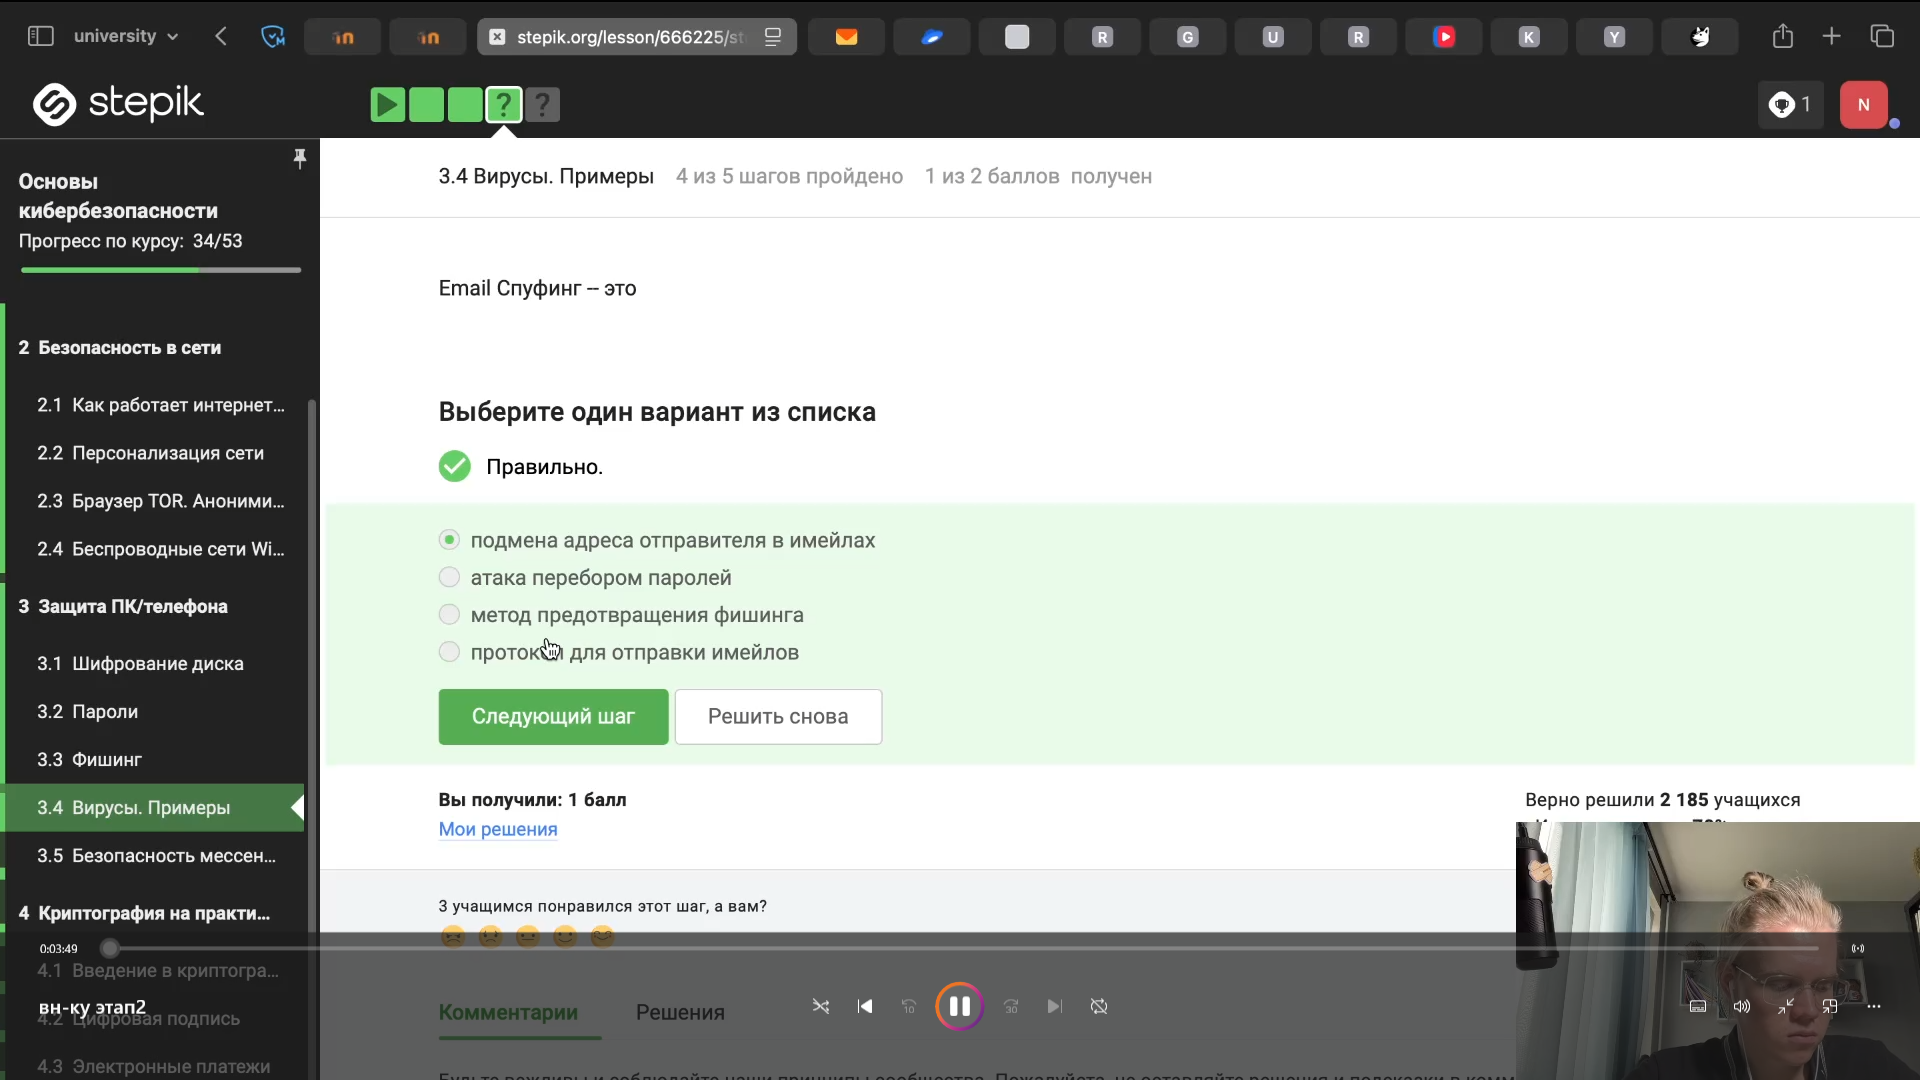 university
stepik.org/lesson/666225/st
R
G
U
R
K
Y
stepik
1
N
Основы
кибербезопасности
Прогресс по курсу: 34/53
2 Безопасность в сети
2.1 Как работает интернет...
2.2 Персонализация сети
2.3 Браузер TOR. Аноними...
2.4 Беспроводные сети Wi...
3 Защита ПК/телефона
3.1 Шифрование диска
3.2 Пароли
3.3 Фишинг
3.4 Вирусы. Примеры
3.5 Безопасность мессен...
4 Криптография на практи...
4.1 Введение в криптогра...
4.2 Цифровая подпись
4.3 Электронные платежи
3.4 Вирусы. Примеры 4 из 5 шагов пройдено 1 из 2 баллов получен
Email Спуфинг -- это
Выберите один вариант из списка
Правильно.
подмена адреса отправителя в имейлах
атака перебором паролей
метод предотвращения фишинга
протокол для отправки имейлов
Следующий шаг
Решить снова
Вы получили: 1 балл
Мои решения
Верно решили 2 185 учащихся
3 учащимся понравился этот шаг, а вам?
0:03:49
вн-ку этап2
10
30
Комментарии
Решения